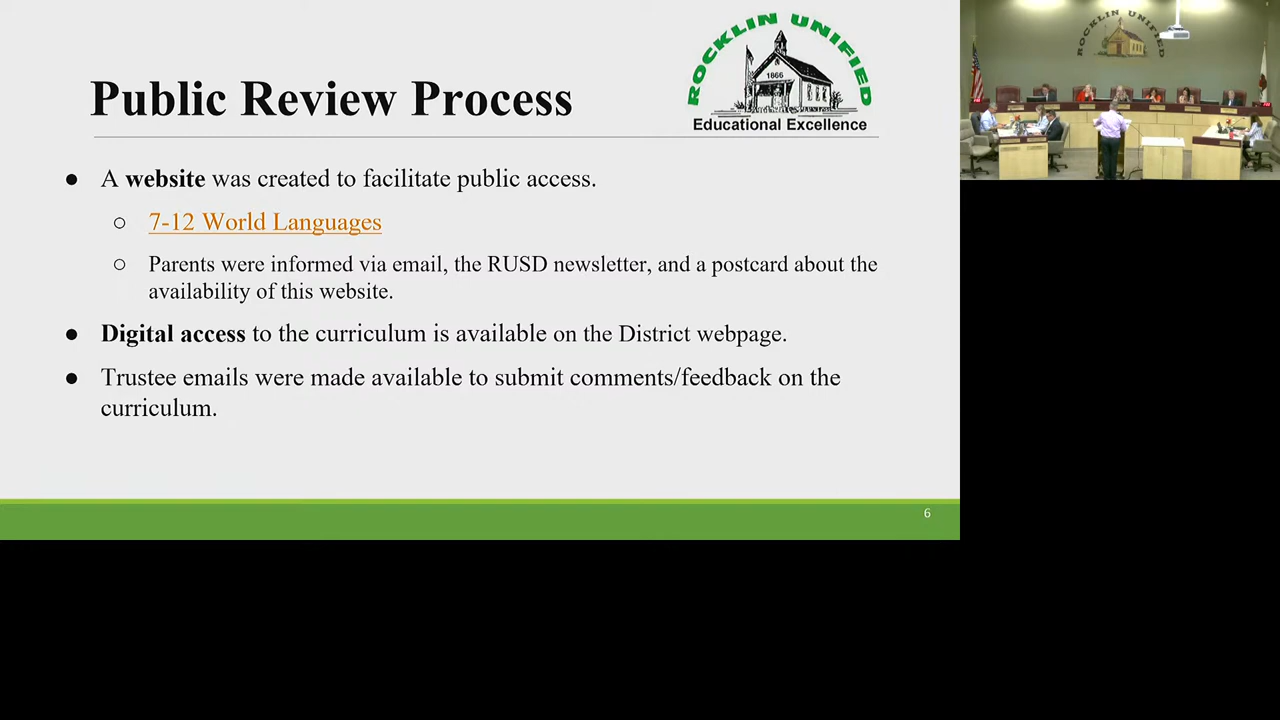 ROCKLIN UNIFIED
1866
Educational Excellence
Public Review Process
● A website was created to facilitate public access.
○ 7-12 World Languages
○ Parents were informed via email, the RUSD newsletter, and a postcard about the
availability of this website.
● Digital access to the curriculum is available on the District webpage.
● Trustee emails were made available to submit comments/feedback on the
curriculum.
6
ROCKLIN UNIFIED